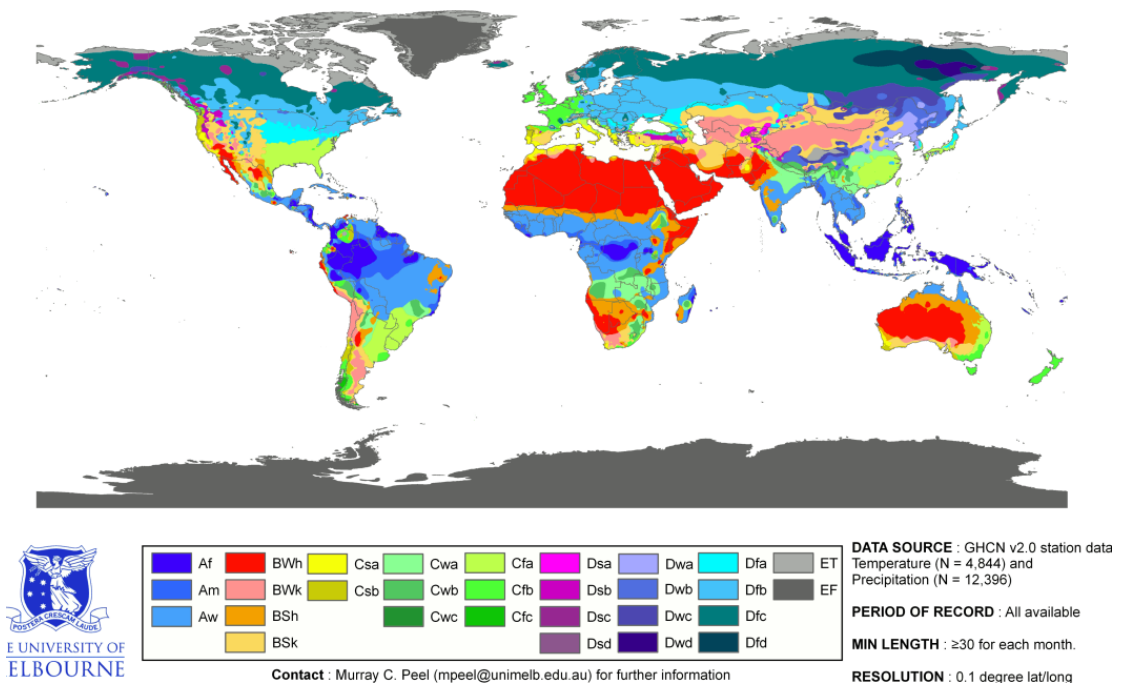 Af
Am
Aw
BWh
BWk
BSh
BSk
Csa
Csb
Cwa
Cwb
Cwc
Cfa
Cfb
Cfc
Dsa
Dsb
Dsc
Dsd
Dwa
Dwb
Dwc
Dwd
Dfa
Dfb
Dfc
Dfd
ET
EF
DATA SOURCE : GHCN v2.0 station data
Temperature (N = 4,844) and
Precipitation (N = 12,396)
PERIOD OF RECORD : All available
MIN LENGTH : ≥30 for each month.
RESOLUTION : 0.1 degree lat/long
POSTERA CRESCAM LAUDE
E UNIVERSITY OF
ELBOURNE
Contact : Murray C. Peel (mpeel@unimelb.edu.au) for further information